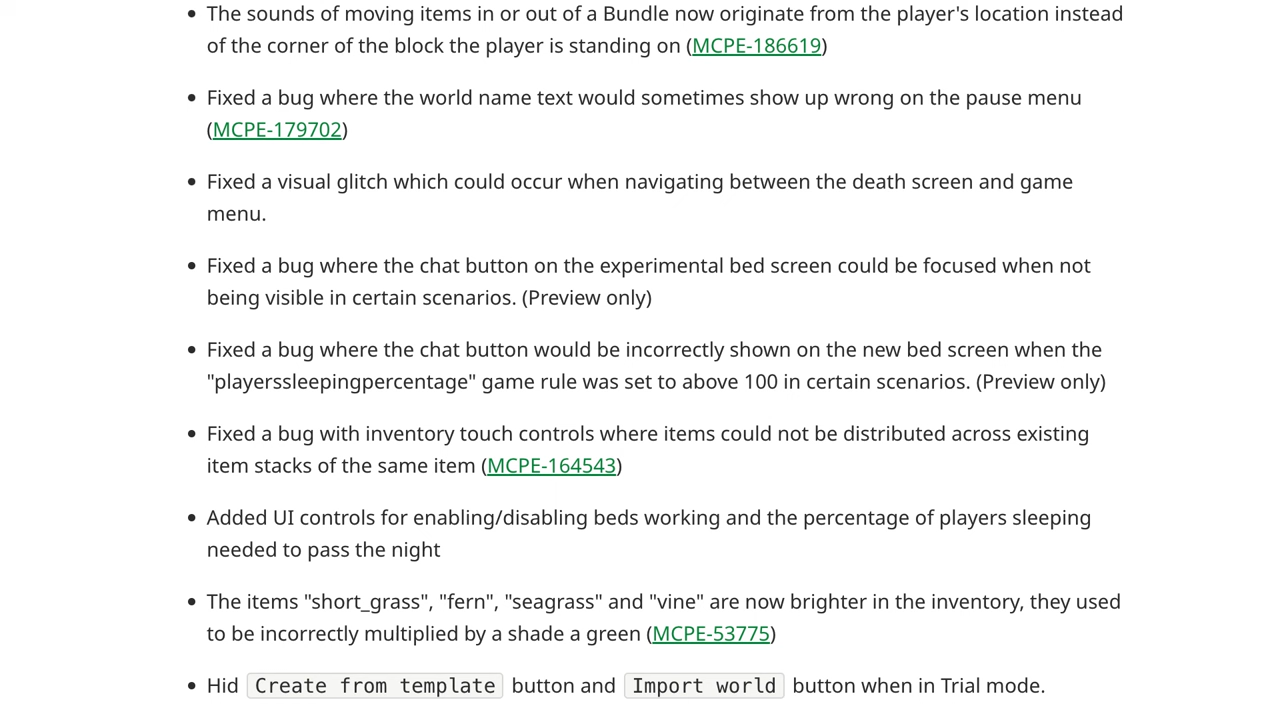 • The sounds of moving items in or out of a Bundle now originate from the player's location instead
of the corner of the block the player is standing on (MCPE-186619)
• Fixed a bug where the world name text would sometimes show up wrong on the pause menu
(MCPE-179702)
• Fixed a visual glitch which could occur when navigating between the death screen and game
menu.
• Fixed a bug where the chat button on the experimental bed screen could be focused when not
being visible in certain scenarios. (Preview only)
• Fixed a bug where the chat button would be incorrectly shown on the new bed screen when the
"playerssleepingpercentage" game rule was set to above 100 in certain scenarios. (Preview only)
• Fixed a bug with inventory touch controls where items could not be distributed across existing
item stacks of the same item (MCPE-164543)
• Added UI controls for enabling/disabling beds working and the percentage of players sleeping
needed to pass the night
• The items "short_grass", "fern", "seagrass" and "vine" are now brighter in the inventory, they used
to be incorrectly multiplied by a shade a green (MCPE-53775)
• Hid Create from template button and Import world button when in Trial mode.